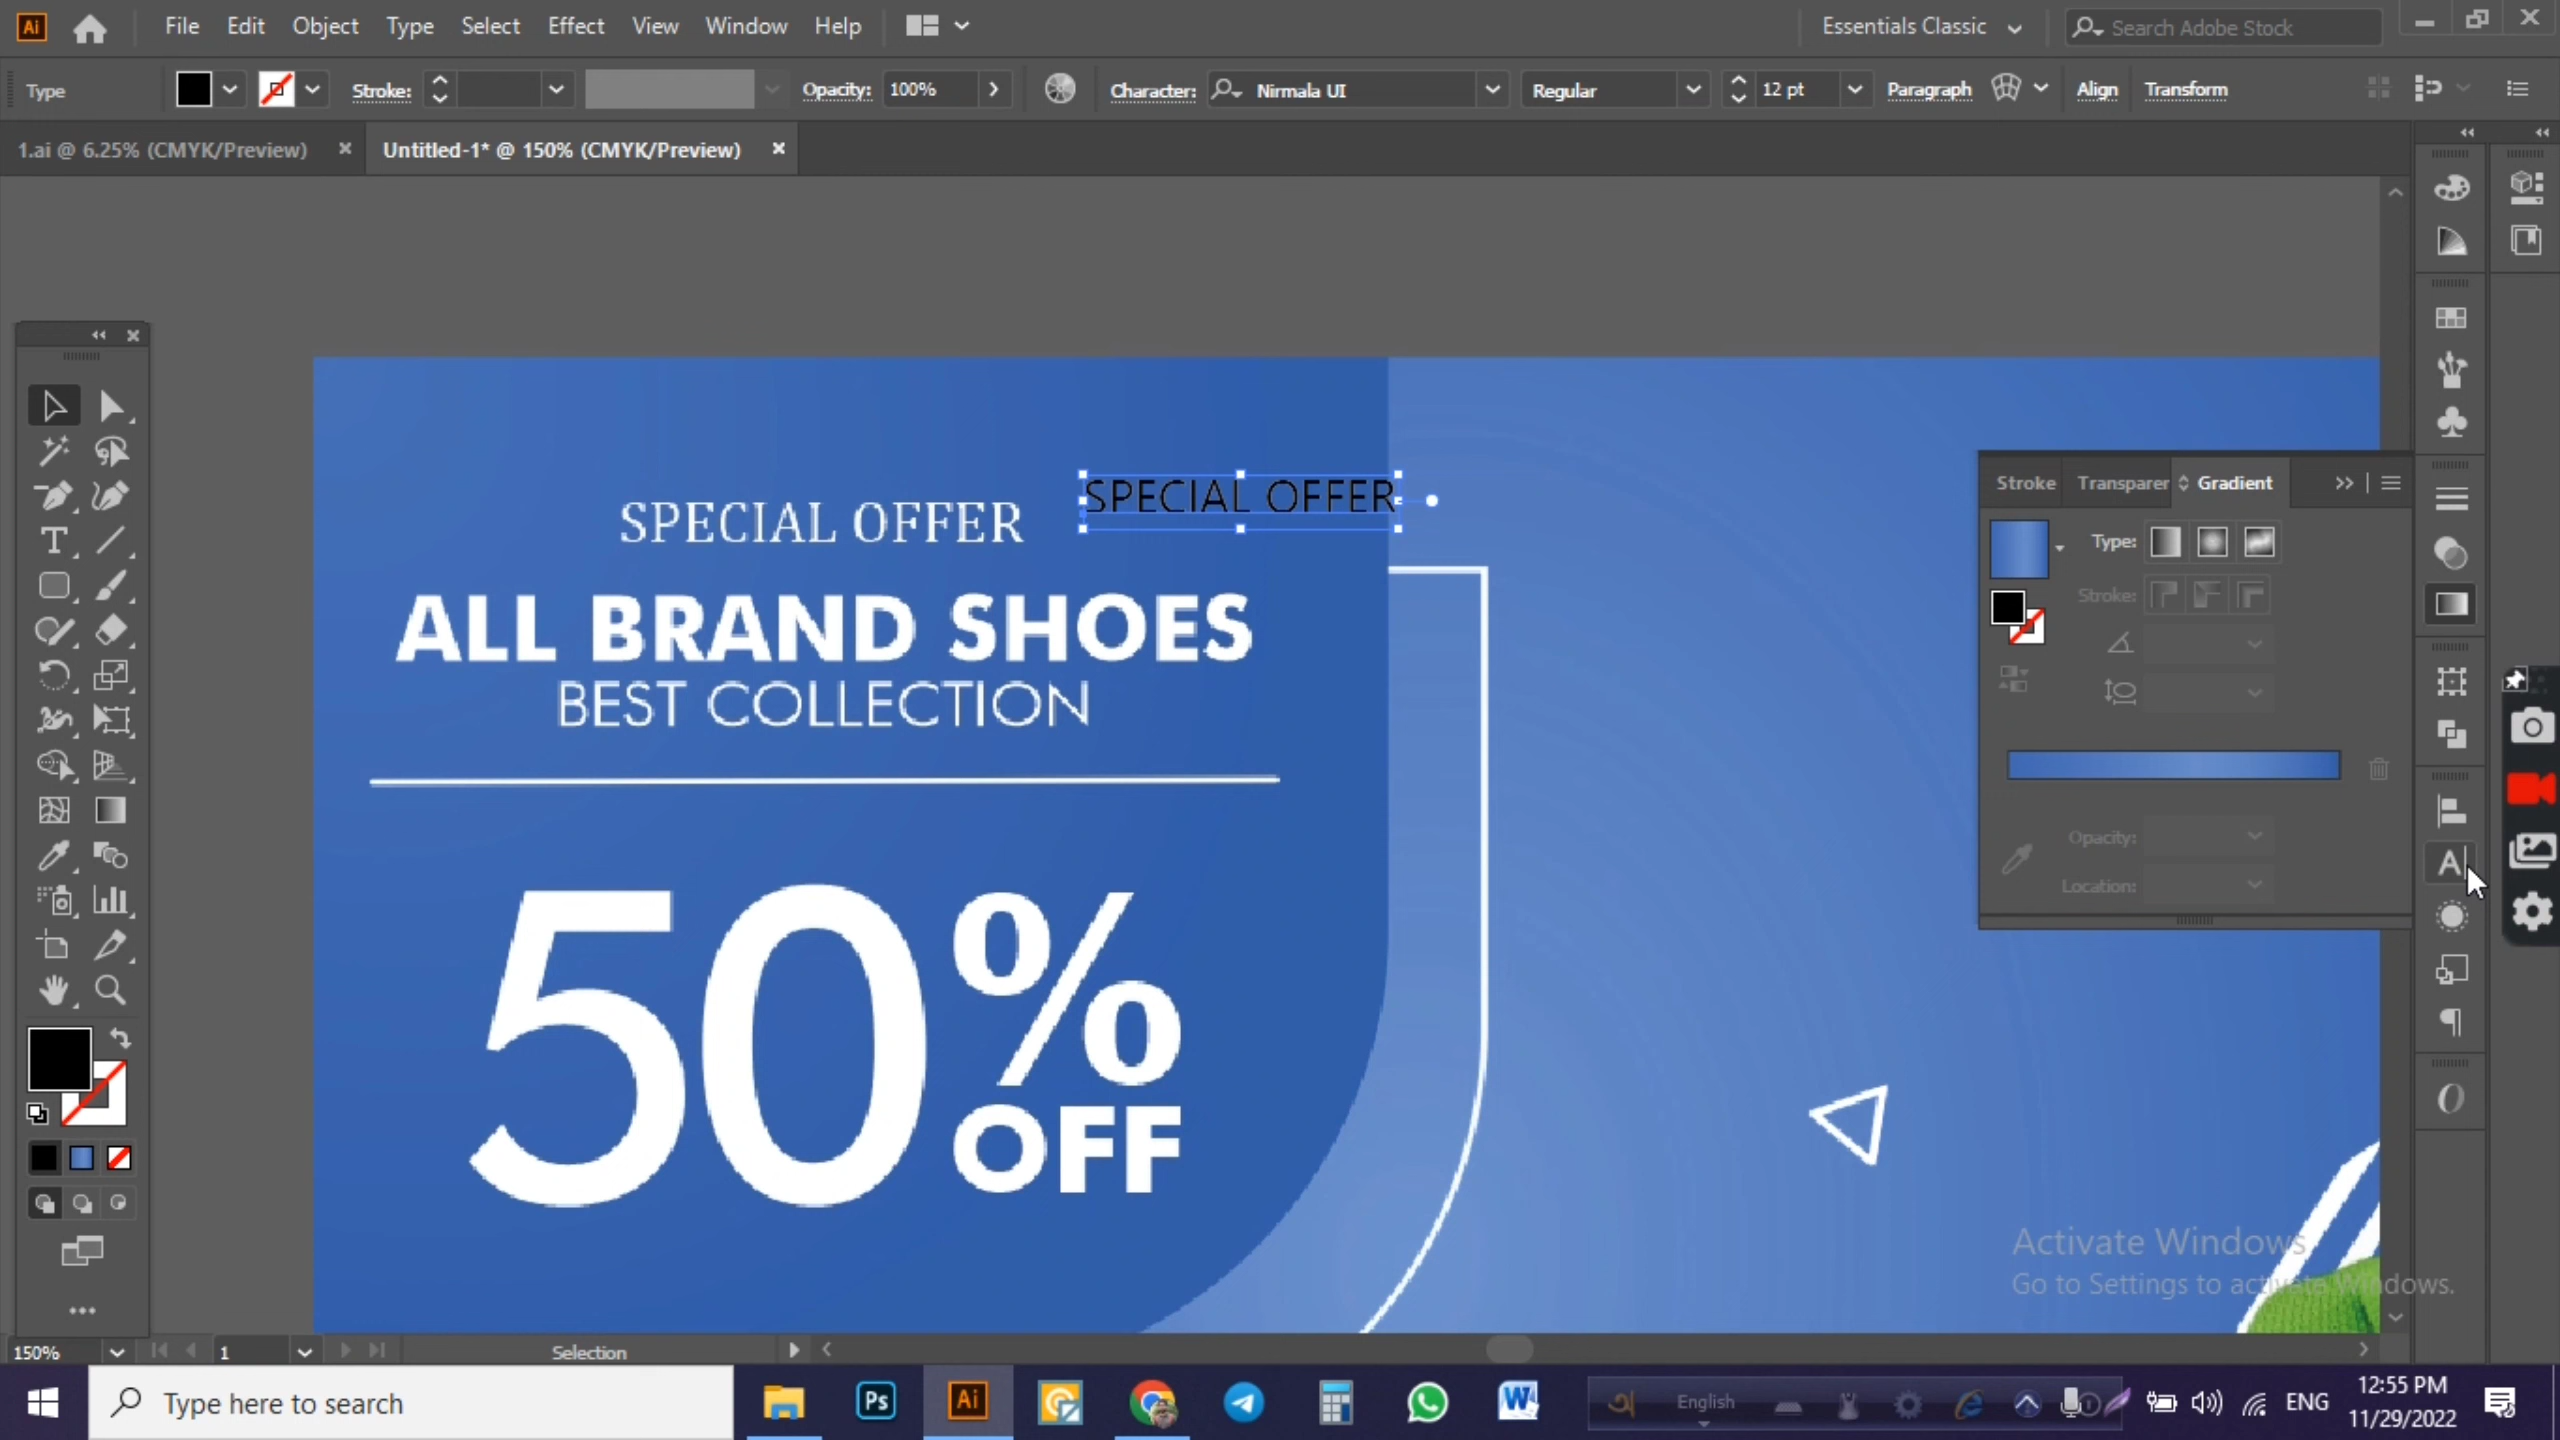 Ai File Edit Object Type Select Effect View Window Help Essentials Classic Search Adobe Stock
Type Stroke: Opacity: 100% Character: Nirmala UI Regular 12 pt Paragraph Align Transform
1.ai @ 6.25% (CMYK/Preview) Untitled-1* @ 150% (CMYK/Preview)
SPECIAL OFFER
SPECIAL OFFER
ALL BRAND SHOES
BEST COLLECTION
50%
OFF
Stroke Transparer Gradient
Type:
Stroke:
Opacity:
Location:
Activate Windows
Go to Settings to activate Windows.
150% 1 Selection
Type here to search Ps Ai W English ENG
12:55 PM
11/29/2022